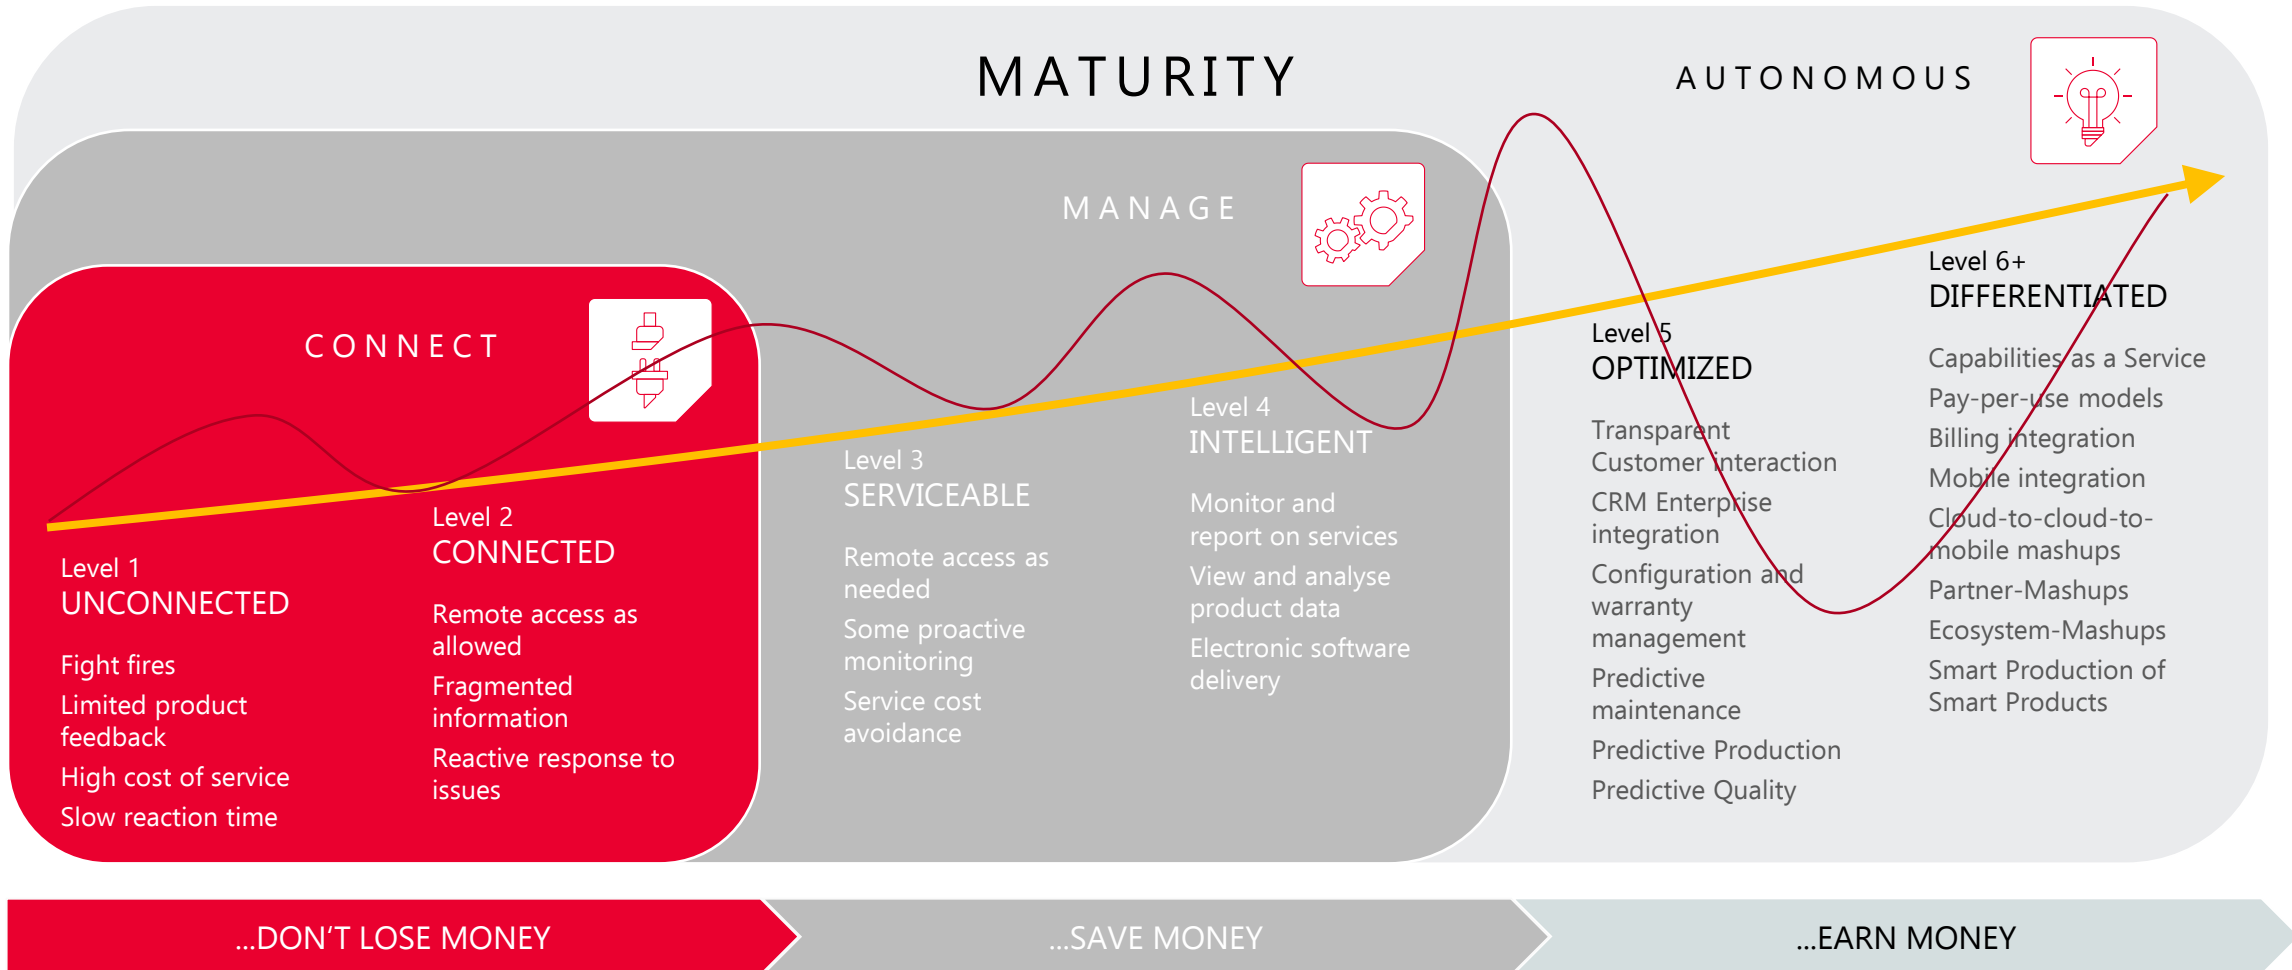 MATURITY
AUTONOMOUS
MANAGE
CONNECT
Level 1
UNCONNECTED
Fight fires
Limited product
feedback
High cost of service
Slow reaction time
Level 2
CONNECTED
Remote access as
allowed
Fragmented
information
Reactive response to
issues
Level 3
SERVICEABLE
Remote access as
needed
Some proactive
monitoring
Service cost
avoidance
Level 4
INTELLIGENT
Monitor and
report on services
View and analyse
product data
Electronic software
delivery
Level 5
OPTIMIZED
Transparent
Customer interaction
CRM Enterprise
integration
Configuration and
warranty
management
Predictive
maintenance
Predictive Production
Predictive Quality
Level 6+
DIFFERENTIATED
Capabilities as a Service
Pay-per-use models
Billing integration
Mobile integration
Cloud-to-cloud-to-
mobile mashups
Partner-Mashups
Ecosystem-Mashups
Smart Production of
Smart Products
...DON'T LOSE MONEY
...SAVE MONEY
...EARN MONEY